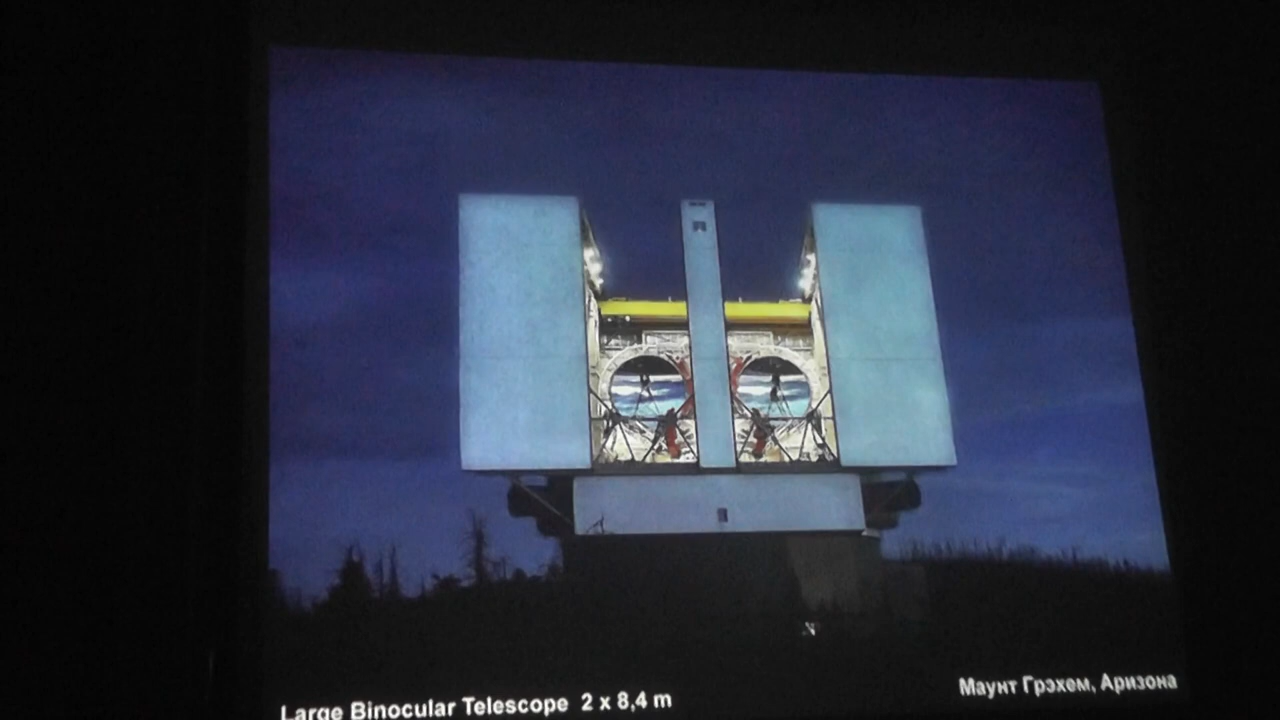 Large Binocular Telescope 2 x 8,4 m
Маунт Грэхем, Аризона